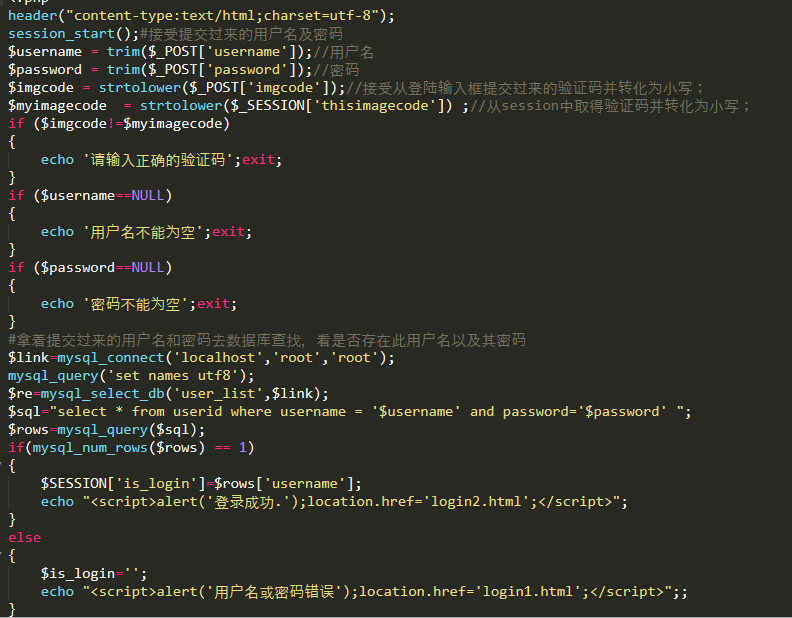 <?php
header("content-type:text/html;charset=utf-8");
session_start();#接受提交过来的用户名及密码
$username = trim($_POST['username']);//用户名
$password = trim($_POST['password']);//密码
$imgcode = strtolower($_POST['imgcode']);//接受从登陆输入框提交过来的验证码并转化为小写；
$myimagecode  = strtolower($_SESSION['thisimagecode']) ;//从session中取得验证码并转化为小写；
if ($imgcode!=$myimagecode)
{
    echo '请输入正确的验证码';exit;
}
if ($username==NULL)
{
    echo '用户名不能为空';exit;
}
if ($password==NULL)
{
    echo '密码不能为空';exit;
}
#拿着提交过来的用户名和密码去数据库查找，看是否存在此用户名以及其密码
$link=mysql_connect('localhost','root','root');
mysql_query('set names utf8');
$re=mysql_select_db('user_list',$link);
$sql="select * from userid where username = '$username' and password='$password' ";
$rows=mysql_query($sql);
if(mysql_num_rows($rows) == 1)
{
    $SESSION['is_login']=$rows['username'];
    echo "<script>alert('登录成功.');location.href='login2.html';</script>";
}
else
{
    $is_login='';
    echo "<script>alert('用户名或密码错误');location.href='login1.html';</script>";;
}